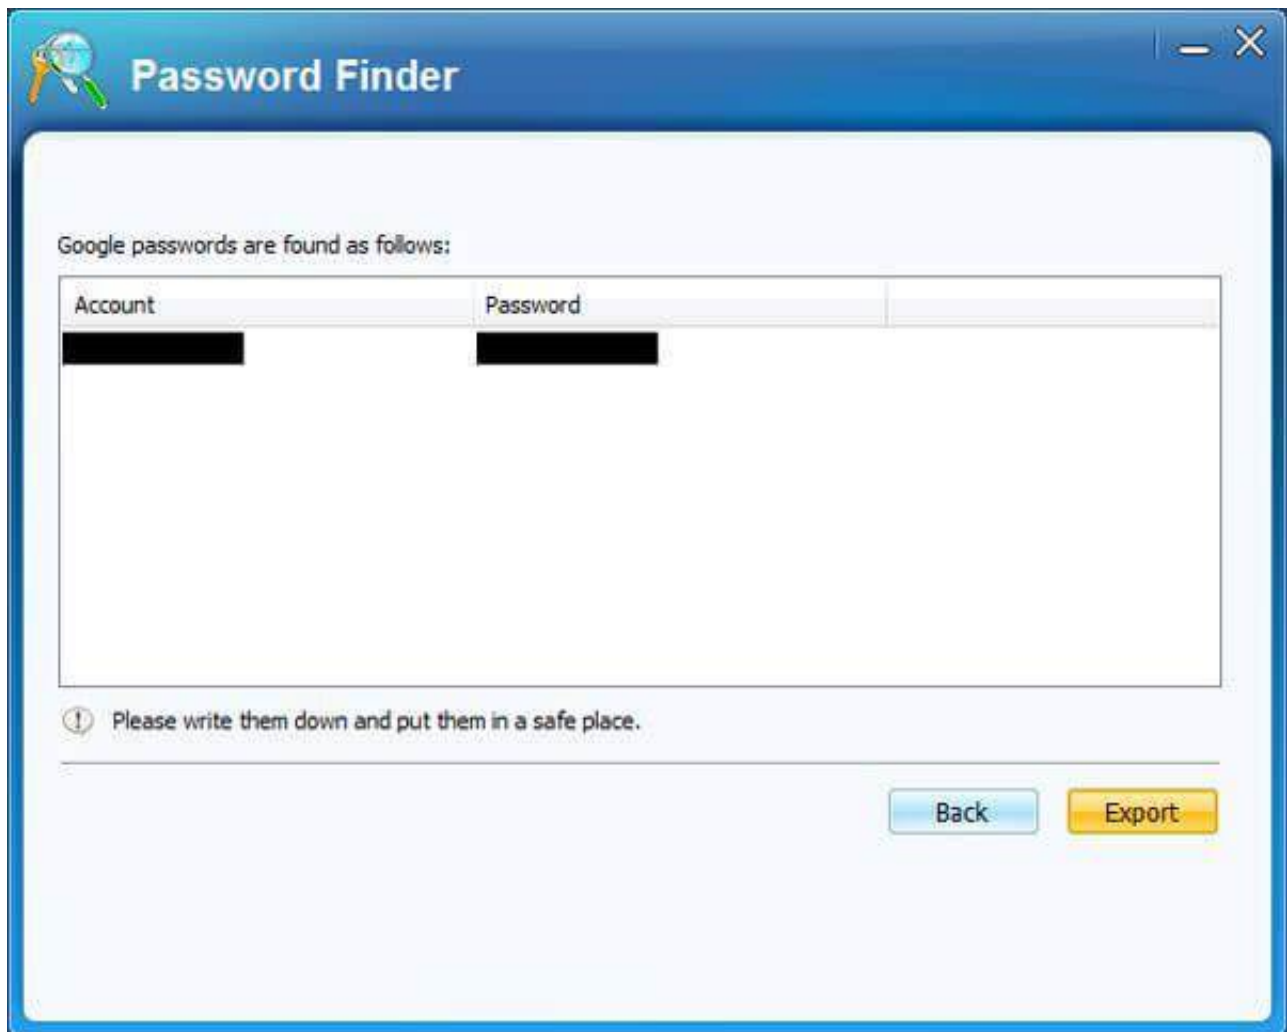 Password Finder
Google passwords are found as follows:
Account Password
Please write them down and put them in a safe place.
Back Export